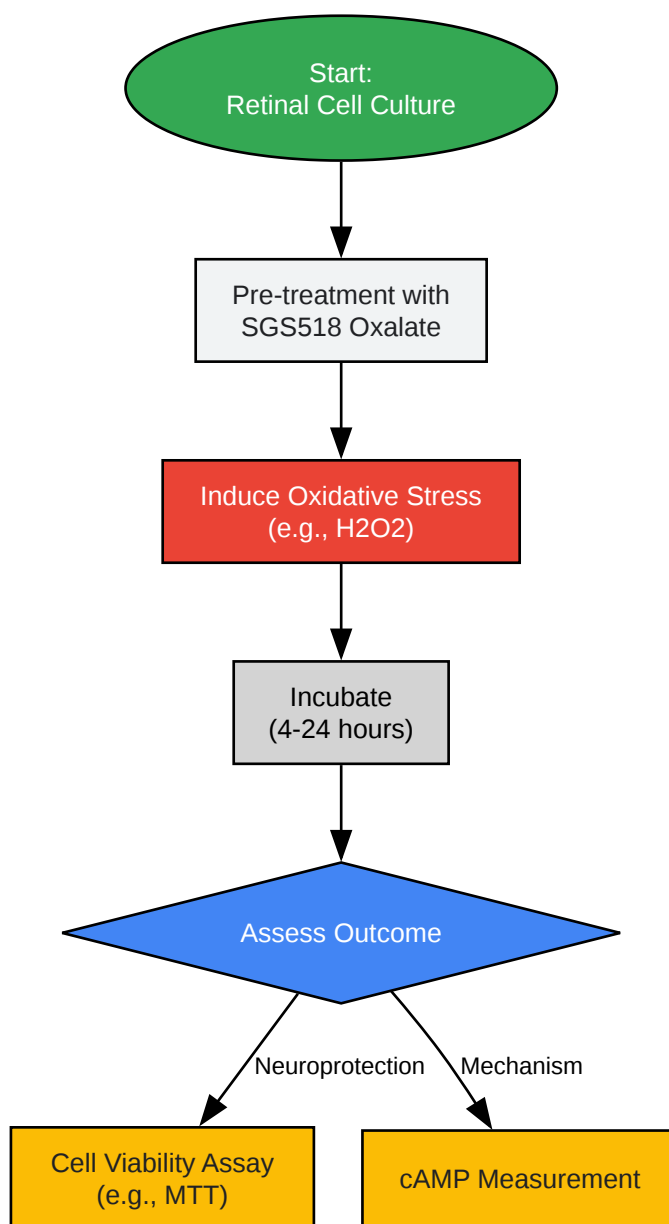 Start:
Retinal Cell Culture
Pre-treatment with
SGS518 Oxalate
Induce Oxidative Stress
(e.g., H2O2)
Incubate
(4-24 hours)
Assess Outcome
Neuroprotection
Mechanism
Cell Viability Assay
(e.g., MTT)
cAMP Measurement